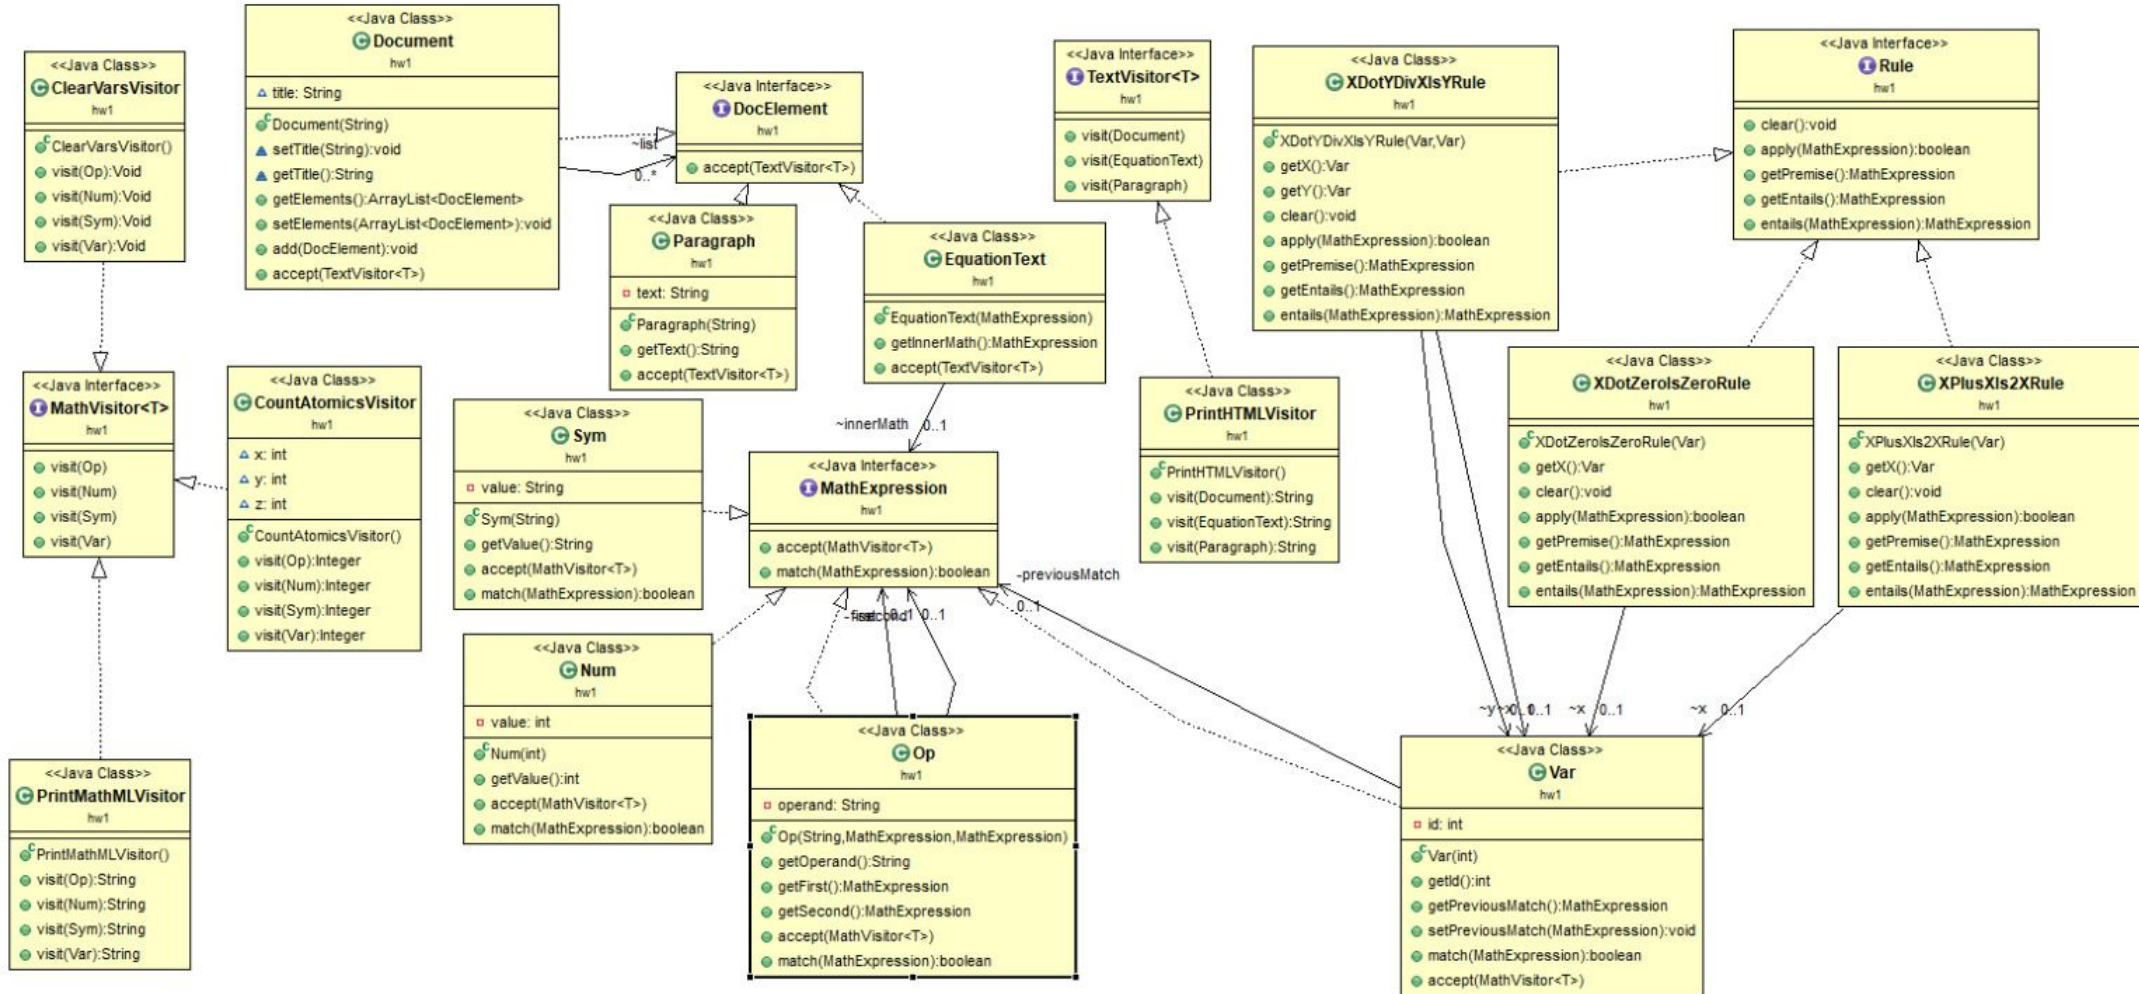 <<Java Class>>
ClearVarsVisitor
hw1
ClearVarsVisitor()
visit(Op):Void
visit(Num):Void
visit(Sym):Void
visit(Var):Void
<<Java Class>>
Document
hw1
title: String
Document(String)
setTitle(String):void
getTitle():String
getElements():ArrayList<DocElement>
setElements(ArrayList<DocElement>):void
add(DocElement):void
accept(TextVisitor<T>)
~list
0..*
<<Java Interface>>
DocElement
hw1
accept(TextVisitor<T>)
<<Java Class>>
Paragraph
hw1
text: String
Paragraph(String)
getText():String
accept(TextVisitor<T>)
<<Java Class>>
EquationText
hw1
EquationText(MathExpression)
getInnerMath():MathExpression
accept(TextVisitor<T>)
~innerMath 0..1
<<Java Interface>>
TextVisitor<T>
hw1
visit(Document)
visit(EquationText)
visit(Paragraph)
<<Java Class>>
XDotYDivXIsYRule
hw1
XDotYDivXIsYRule(Var,Var)
getX():Var
getY():Var
clear():void
apply(MathExpression):boolean
getPremise():MathExpression
getEntails():MathExpression
entails(MathExpression):MathExpression
<<Java Interface>>
Rule
hw1
clear():void
apply(MathExpression):boolean
getPremise():MathExpression
getEntails():MathExpression
entails(MathExpression):MathExpression
<<Java Interface>>
MathVisitor<T>
hw1
visit(Op)
visit(Num)
visit(Sym)
visit(Var)
<<Java Class>>
CountAtomicsVisitor
hw1
x: int
y: int
z: int
CountAtomicsVisitor()
visit(Op):Integer
visit(Num):Integer
visit(Sym):Integer
visit(Var):Integer
<<Java Class>>
Sym
hw1
value: String
Sym(String)
getValue():String
accept(MathVisitor<T>)
match(MathExpression):boolean
<<Java Interface>>
MathExpression
hw1
accept(MathVisitor<T>)
match(MathExpression):boolean
-previousMatch
0..1
0..1
<<Java Class>>
PrintHTMLVisitor
hw1
PrintHTMLVisitor()
visit(Document):String
visit(EquationText):String
visit(Paragraph):String
<<Java Class>>
XDotZeroIsZeroRule
hw1
XDotZeroIsZeroRule(Var)
getX():Var
clear():void
apply(MathExpression):boolean
getPremise():MathExpression
getEntails():MathExpression
entails(MathExpression):MathExpression
<<Java Class>>
XPlusXIs2XRule
hw1
XPlusXIs2XRule(Var)
getX():Var
clear():void
apply(MathExpression):boolean
getPremise():MathExpression
getEntails():MathExpression
entails(MathExpression):MathExpression
<<Java Class>>
Num
hw1
value: int
Num(int)
getValue():int
accept(MathVisitor<T>)
match(MathExpression):boolean
<<Java Class>>
Op
hw1
operand: String
Op(String,MathExpression,MathExpression)
getOperand():String
getFirst():MathExpression
getSecond():MathExpression
accept(MathVisitor<T>)
match(MathExpression):boolean
~y
0..1
~x 0..1
~x 0..1
<<Java Class>>
Var
hw1
id: int
Var(int)
getId():int
getPreviousMatch():MathExpression
setPreviousMatch(MathExpression):void
match(MathExpression):boolean
accept(MathVisitor<T>)
<<Java Class>>
PrintMathMLVisitor
hw1
PrintMathMLVisitor()
visit(Op):String
visit(Num):String
visit(Sym):String
visit(Var):String